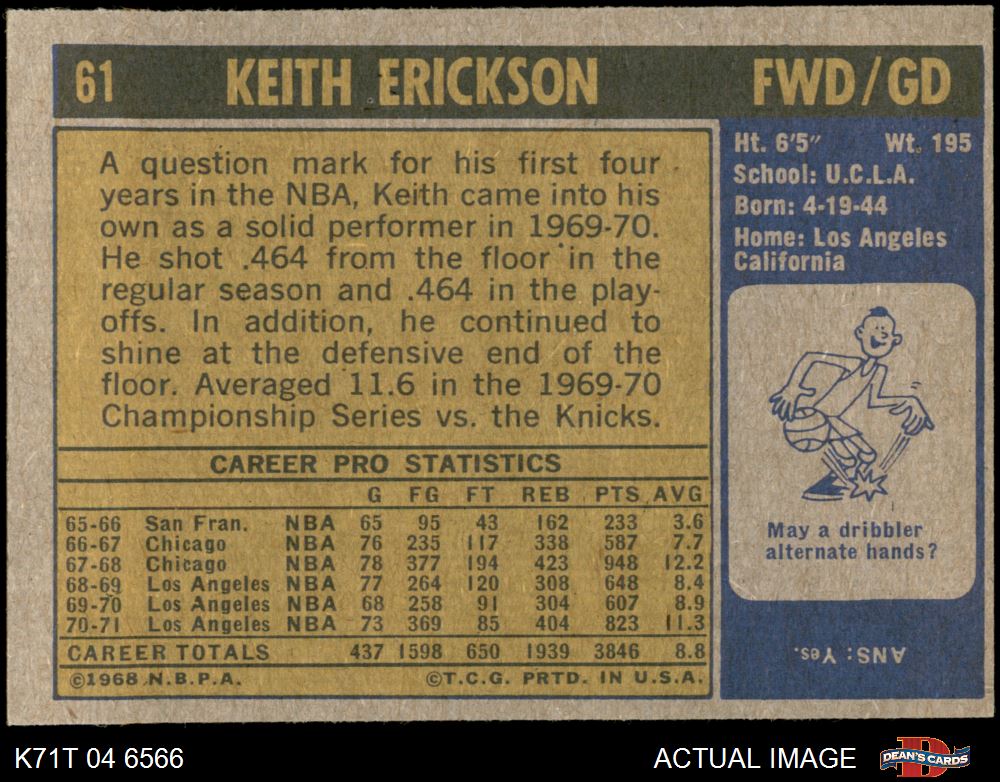 61 KEITH ERICKSON FWD/GD
A question mark for his first four
years in the NBA, Keith came into his
own as a solid performer in 1969-70.
He shot .464 from the floor in the
regular season and .464 in the play-
offs. In addition, he continued to
shine at the defensive end of the
floor. Averaged 11.6 in the 1969-70
Championship Series vs. the Knicks.
CAREER PRO STATISTICS
G FG FT REB PTS AVG
65-66 San Fran. NBA 65 95 43 162 233 3.6
66-67 Chicago NBA 76 235 117 338 587 7.7
67-68 Chicago NBA 78 377 194 423 948 12.2
68-69 Los Angeles NBA 77 264 120 308 648 8.4
69-70 Los Angeles NBA 68 258 91 304 607 8.9
70-71 Los Angeles NBA 73 369 85 404 823 11.3
CAREER TOTALS 437 1598 650 1939 3846 8.8
©1968 N.B.P.A. ©T.C.G. PRTD. IN U.S.A.
Ht. 6'5" Wt. 195
School: U.C.L.A.
Born: 4-19-44
Home: Los Angeles
California
May a dribbler
alternate hands?
ANS: Yes.
K71T 04 6566 ACTUAL IMAGE D DEAN'S CARDS